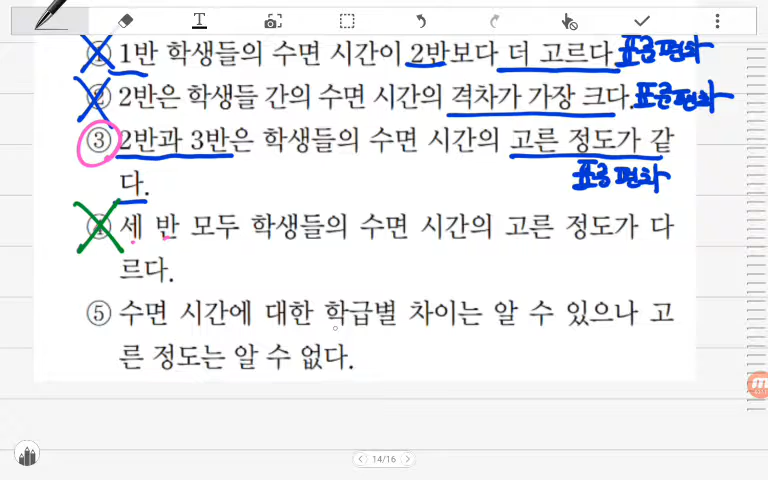 ① 1반 학생들의 수면 시간이 2반보다 더 고르다 표준편차
② 2반은 학생들 간의 수면 시간의 격차가 가장 크다. 표준편차
③ 2반과 3반은 학생들의 수면 시간의 고른 정도가 같
다. 표준편차
④ 세 반 모두 학생들의 수면 시간의 고른 정도가 다
르다.
⑤ 수면 시간에 대한 학급별 차이는 알 수 있으나 고
른 정도는 알 수 없다.
14/16